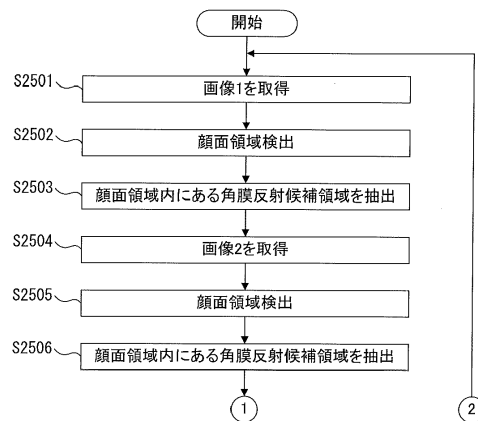 開始
S2501
画像1を取得
S2502
顔面領域検出
S2503
顔面領域内にある角膜反射候補領域を抽出
S2504
画像2を取得
S2505
顔面領域検出
S2506
顔面領域内にある角膜反射候補領域を抽出
1
2